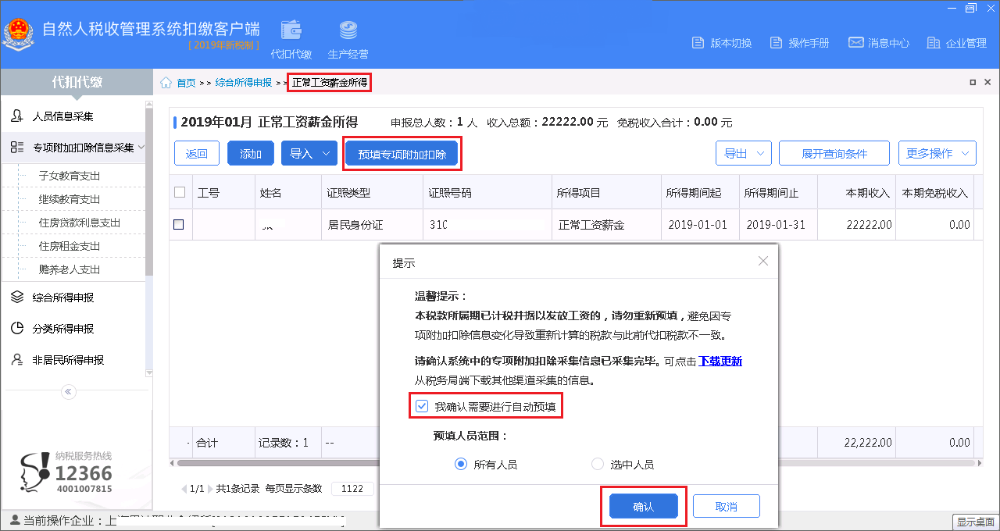 自然人税收管理系统扣缴客户端
[ 2019年新税制 ]
代扣代缴
生产经营
版本切换
操作手册
消息中心
企业管理
代扣代缴
首页 >> 综合所得申报 >> 正常工资薪金所得
人员信息采集
专项附加扣除信息采集
子女教育支出
继续教育支出
住房贷款利息支出
住房租金支出
赡养老人支出
综合所得申报
分类所得申报
非居民所得申报
纳税服务热线
12366
4001007815
2019年01月 正常工资薪金所得 申报总人数：1 人 收入总额：22222.00 元 免税收入合计：0.00 元
返回 添加 导入 预填专项附加扣除 导出 展开查询条件 更多操作
工号 姓名 证照类型 证照号码 所得项目 所得期间起 所得期间止 本期收入 本期免税收入
居民身份证 310 正常工资薪金 2019-01-01 2019-01-31 22222.00 0.00
提示
温馨提示：
本税款所属期已计税并据以发放工资的，请勿重新预填，避免因专
项附加扣除信息变化导致重新计算的税款与此前代扣税款不一致。
请确认系统中的专项附加扣除采集信息已采集完毕。可点击下载更新
从税务局端下载其他渠道采集的信息。
我确认需要进行自动预填
预填人员范围：
所有人员 选中人员
确认 取消
合计 记录数：1 -- 22,222.00 0.00
1/1 共1条记录 每页显示条数 1122
当前操作企业：上
显示桌面